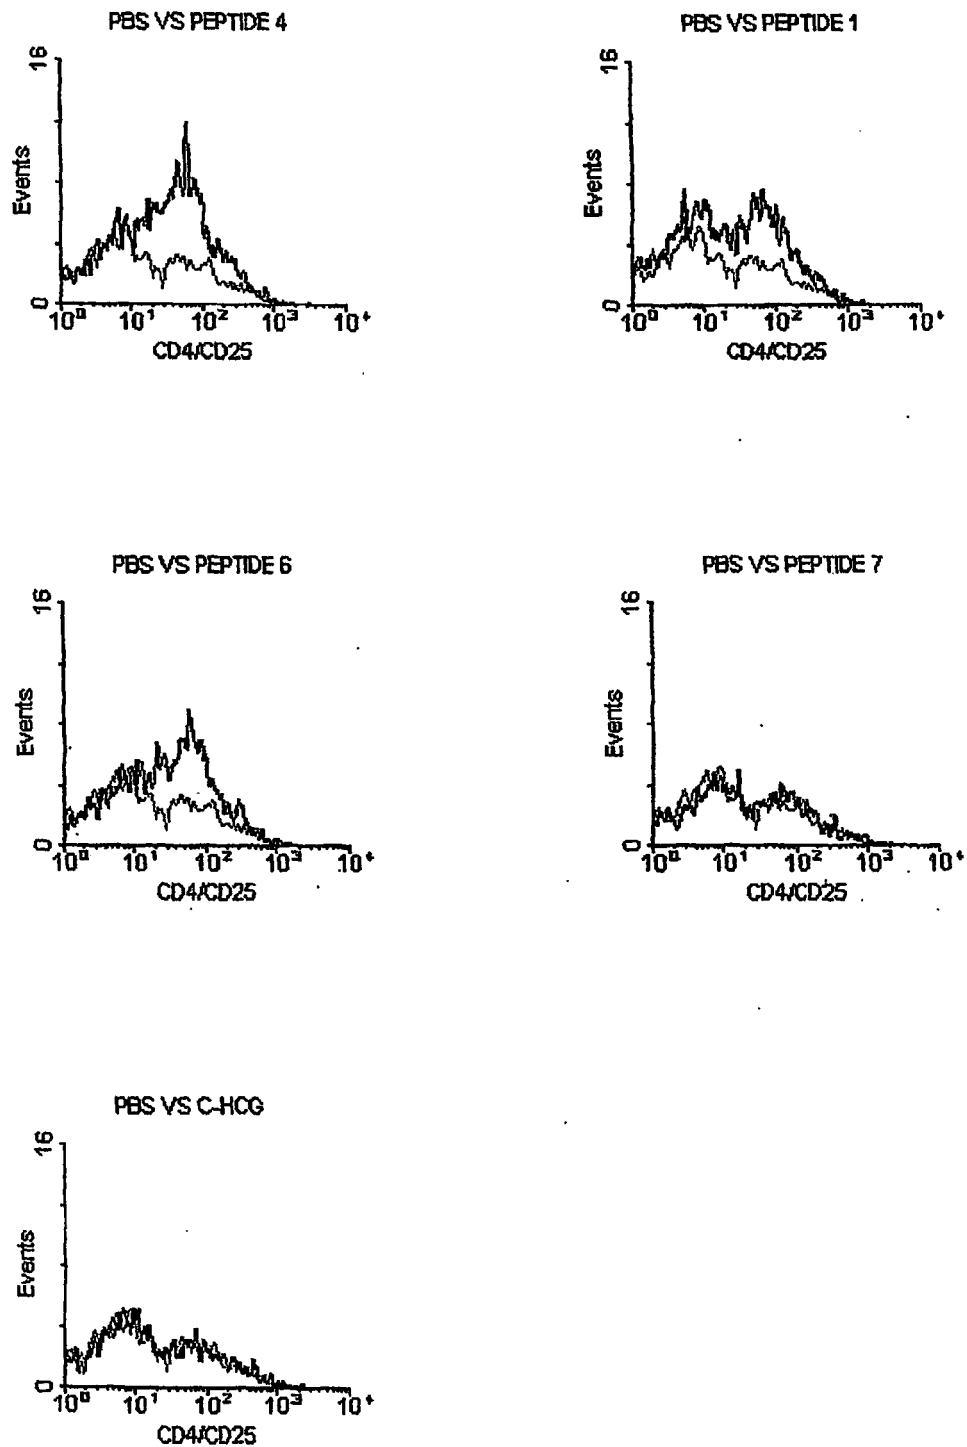 PBS VS PEPTIDE 4
16
Events
0
10⁰ 10¹ 10² 10³ 10⁴
CD4/CD25
PBS VS PEPTIDE 1
16
Events
0
10⁰ 10¹ 10² 10³ 10⁴
CD4/CD25
PBS VS PEPTIDE 6
16
Events
0
10⁰ 10¹ 10² 10³ 10⁴
CD4/CD25
PBS VS PEPTIDE 7
16
Events
0
10⁰ 10¹ 10² 10³ 10⁴
CD4/CD25
PBS VS C-HCG
16
Events
0
10⁰ 10¹ 10² 10³ 10⁴
CD4/CD25